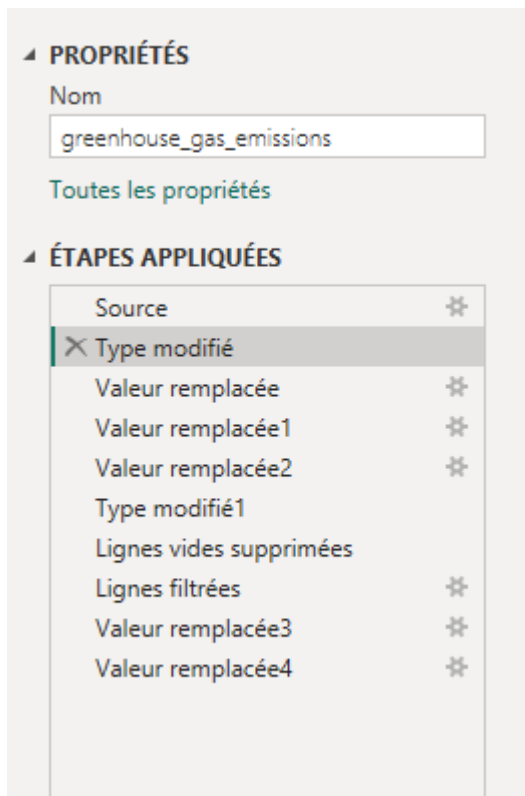 PROPRIÉTÉS
Nom
greenhouse_gas_emissions
Toutes les propriétés
ÉTAPES APPLIQUÉES
Source
Type modifié
Valeur remplacée
Valeur remplacée1
Valeur remplacée2
Type modifié1
Lignes vides supprimées
Lignes filtrées
Valeur remplacée3
Valeur remplacée4